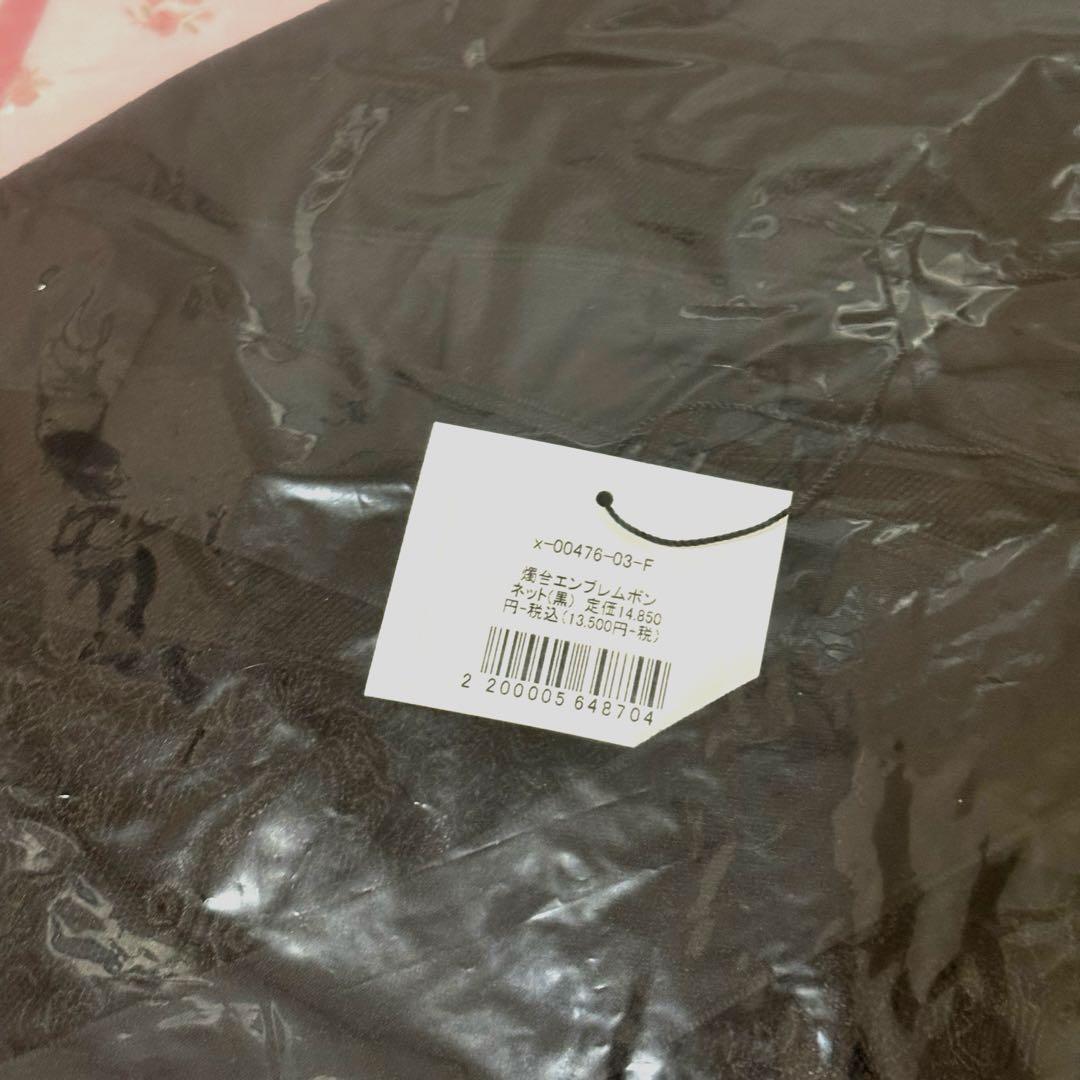 x-00476-03-F
燭台エンブレムボン
ネット(黒) 定価14,850
円-税込(13,500円-税)
2 200005 648704